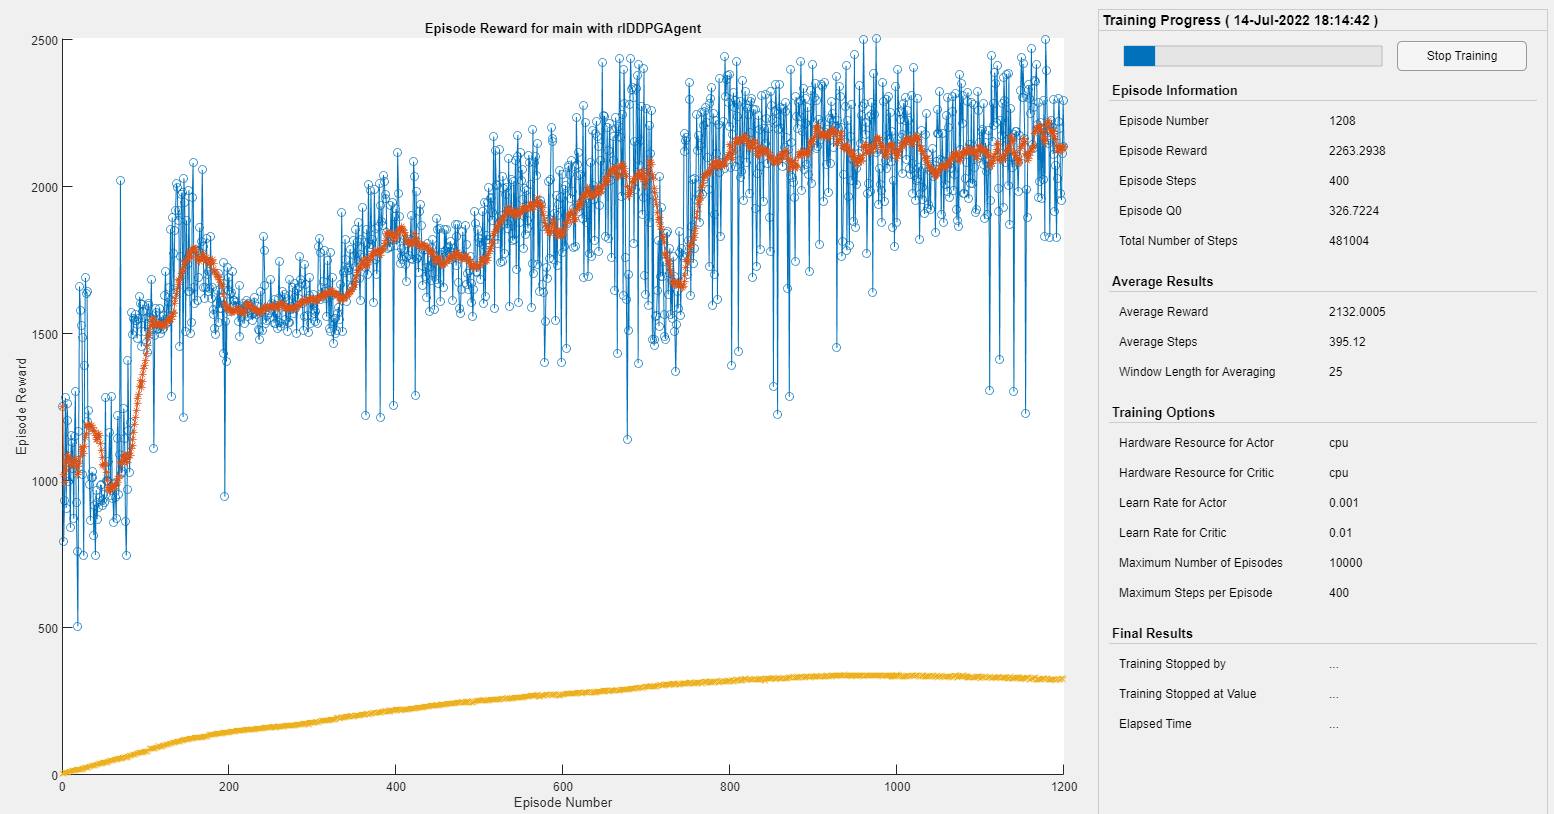 Episode Reward for main with rlDDPGAgent
2500
2000
1500
1000
500
0
Episode Reward
0 200 400 600 800 1000 1200
Episode Number
Training Progress ( 14-Jul-2022 18:14:42 )
Stop Training
Episode Information
Episode Number 1208
Episode Reward 2263.2938
Episode Steps 400
Episode Q0 326.7224
Total Number of Steps 481004
Average Results
Average Reward 2132.0005
Average Steps 395.12
Window Length for Averaging 25
Training Options
Hardware Resource for Actor cpu
Hardware Resource for Critic cpu
Learn Rate for Actor 0.001
Learn Rate for Critic 0.01
Maximum Number of Episodes 10000
Maximum Steps per Episode 400
Final Results
Training Stopped by ...
Training Stopped at Value ...
Elapsed Time ...